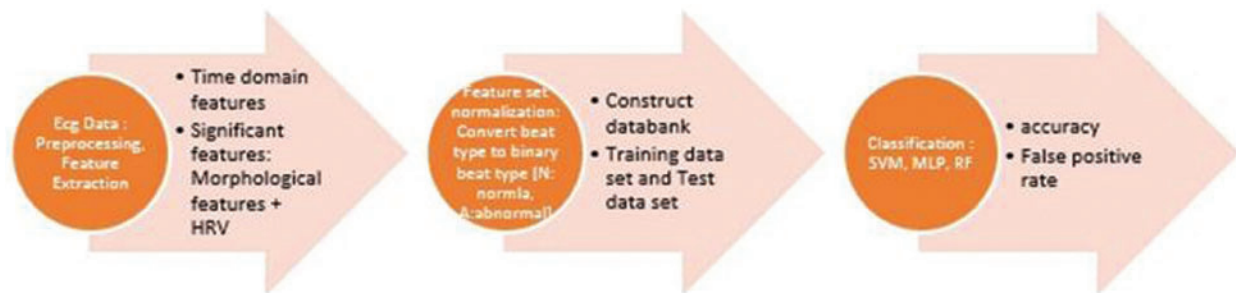 Ecg Data :
Preprocessing,
Feature
Extraction
• Time domain
features
• Significant
features:
Morphological
features +
HRV
Feature set
normalization:
Convert beat
type to binary
beat type [N:
normla,
A:abnormal]
• Construct
databank
• Training data
set and Test
data set
Classification :
SVM, MLP, RF
• accuracy
• False positive
rate